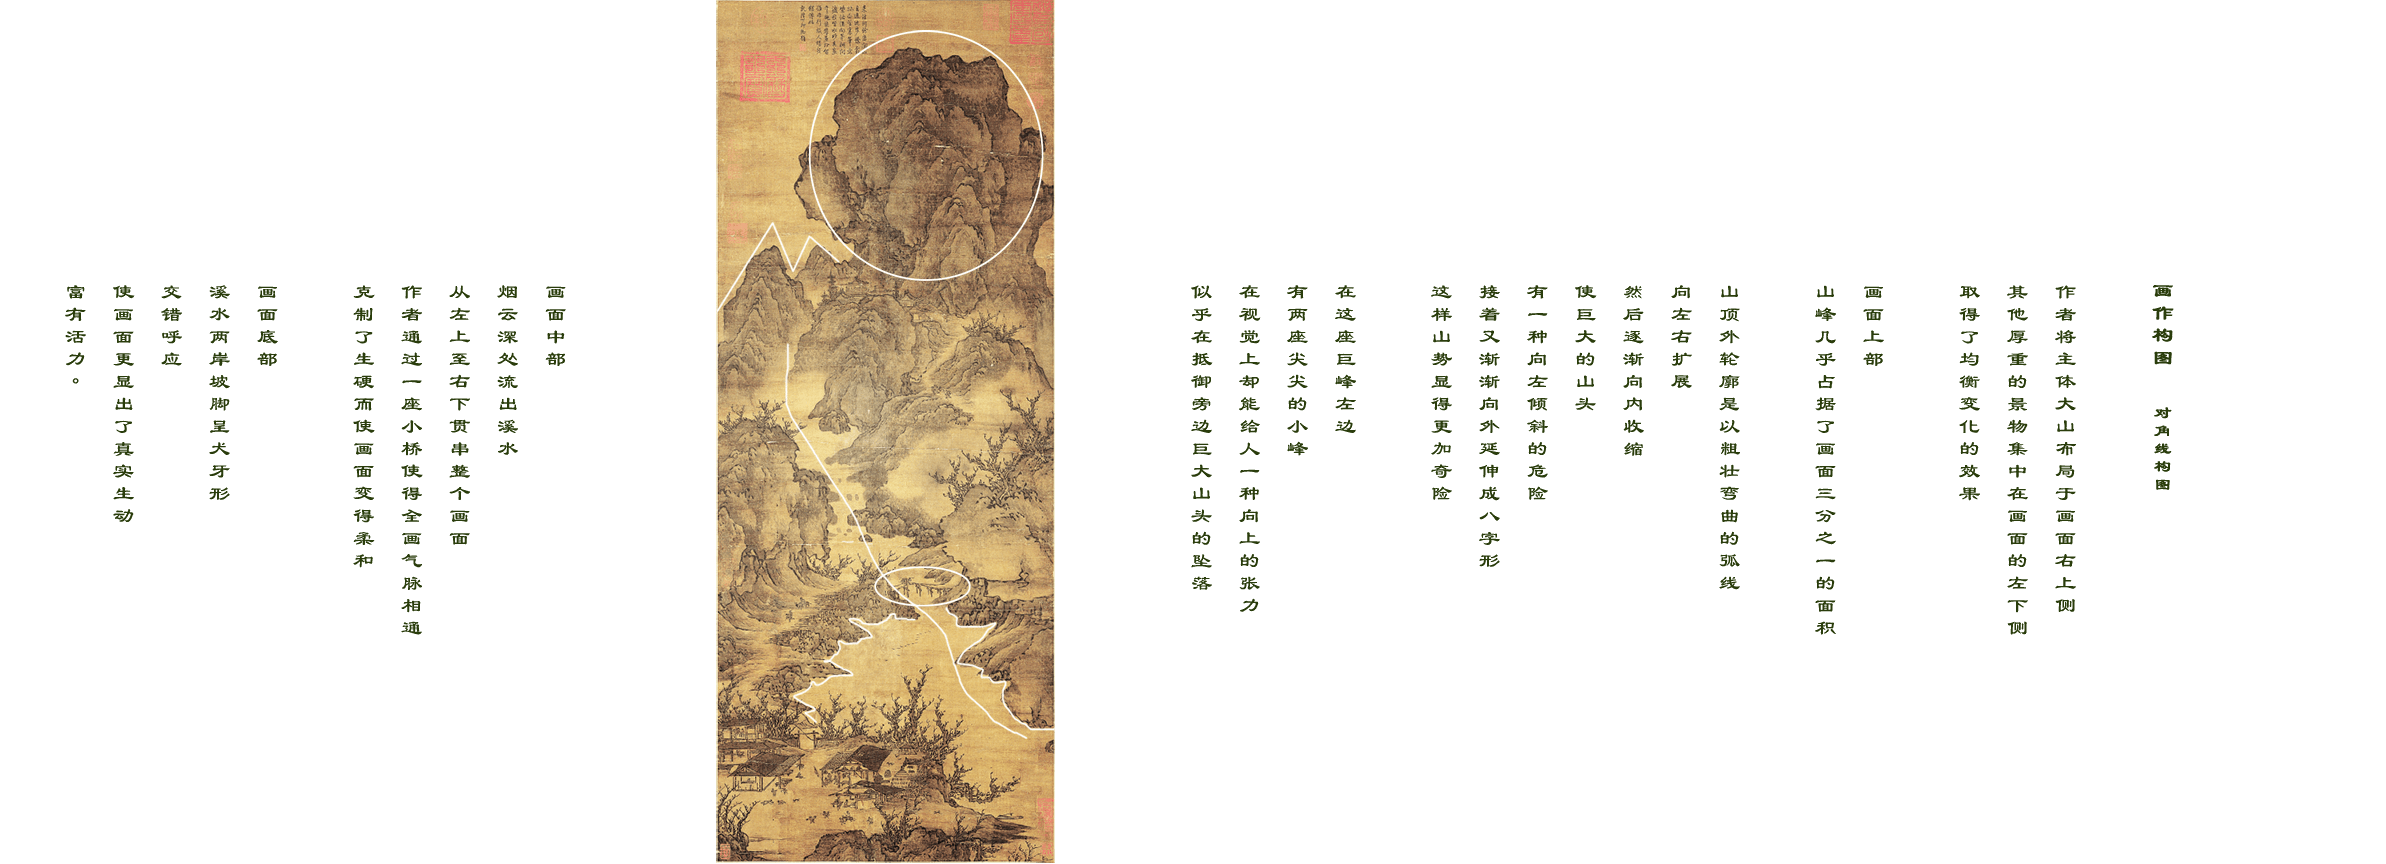 画作构图 对角线构图
作者将主体大山布局于画面右上侧
其他厚重的景物集中在画面的左下侧
取得了均衡变化的效果
画面上部
山峰几乎占据了画面三分之一的面积
山顶外轮廓是以粗壮弯曲的弧线
向左右扩展
然后逐渐向内收缩
使巨大的山头
有一种向左倾斜的危险
接着又渐渐向外延伸成八字形
这样山势显得更加奇险
在这座巨峰左边
有两座尖尖的小峰
在视觉上却能给人一种向上的张力
似乎在抵御旁边巨大山头的坠落
画面中部
烟云深处流出溪水
从左上至右下贯串整个画面
作者通过一座小桥使得全画气脉相通
克制了生硬而使画面变得柔和
画面底部
溪水两岸坡脚呈犬牙形
交错呼应
使画面更显出了真实生动
富有活力。